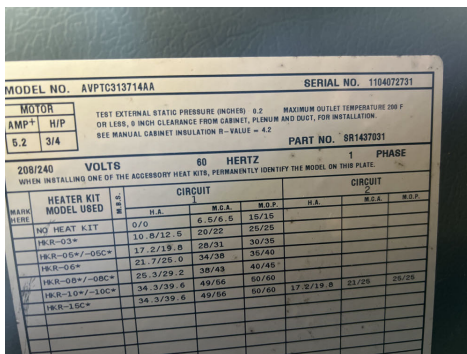 MODEL NO. AVPTC313714AA SERIAL NO. 1104072731
MOTOR
AMP+ H/P
5.2 3/4
TEST EXTERNAL STATIC PRESSURE (INCHES) 0.2 MAXIMUM OUTLET TEMPERATURE 200 F
OR LESS, 0 INCH CLEARANCE FROM CABINET, PLENUM AND DUCT, FOR INSTALLATION.
SEE MANUAL CABINET INSULATION R-VALUE = 4.2
PART NO. SR1437031
208/240 VOLTS 60 HERTZ 1 PHASE
WHEN INSTALLING ONE OF THE ACCESSORY HEAT KITS, PERMANENTLY IDENTIFY THE MODEL ON THIS PLATE.
MARK HERE HEATER KIT MODEL USED M.B.S. CIRCUIT 1 CIRCUIT 2
H.A. M.C.A. M.O.P. H.A. M.C.A. M.O.P.
NO HEAT KIT 0/0 6.5/6.5 15/15
HKR-03* 10.8/12.5 20/22 25/25
HKR-05*/-05C* 17.2/19.8 28/31 30/35
HKR-06* 21.7/25.0 34/38 35/40
HKR-08*/-08C* 25.3/29.2 38/43 40/45
HKR-10*/-10C* 34.3/39.6 49/56 50/60
HKR-15C* 34.3/39.6 49/56 50/60 17.2/19.8 21/25 25/25